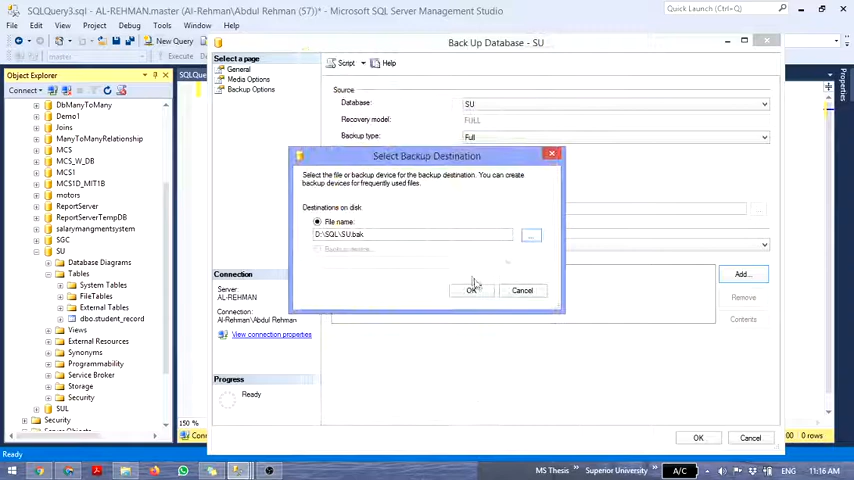 SQLQuery3.sql - AL-REHMAN.master (Al-Rehman\Abdul Rehman (57))* - Microsoft SQL Server Management Studio
Quick Launch (Ctrl+Q)
File Edit View Project Debug Tools Window Help
New Query
master
Execute
Object Explorer
Connect
DbManyToMany
Demo1
Joins
ManyToManyRelationship
MCS
MCS_W_DB
MCS1
MCS1D_MIT1B
motors
ReportServer
ReportServerTempDB
salarymangmentsystem
SGC
SU
Database Diagrams
Tables
System Tables
FileTables
External Tables
dbo.student_record
Views
External Resources
Synonyms
Programmability
Service Broker
Storage
Security
SUL
Security
SQLQue
Back Up Database - SU
Select a page
General
Media Options
Backup Options
Script
Help
Source
Database:
SU
Recovery model:
FULL
Backup type:
Full
Select Backup Destination
Select the file or backup device for the backup destination. You can create
backup devices for frequently used files.
Destinations on disk
File name:
D:\SQL\SU.bak
...
OK
Cancel
Add...
Remove
Contents
Connection
Server:
AL-REHMAN
Connection:
Al-Rehman\Abdul Rehman
View connection properties
Progress
Ready
OK
Cancel
Properties
150 %
Conn
00
0 rows
Ready
MS Thesis
Superior University
A/C
ENG
11:16 AM